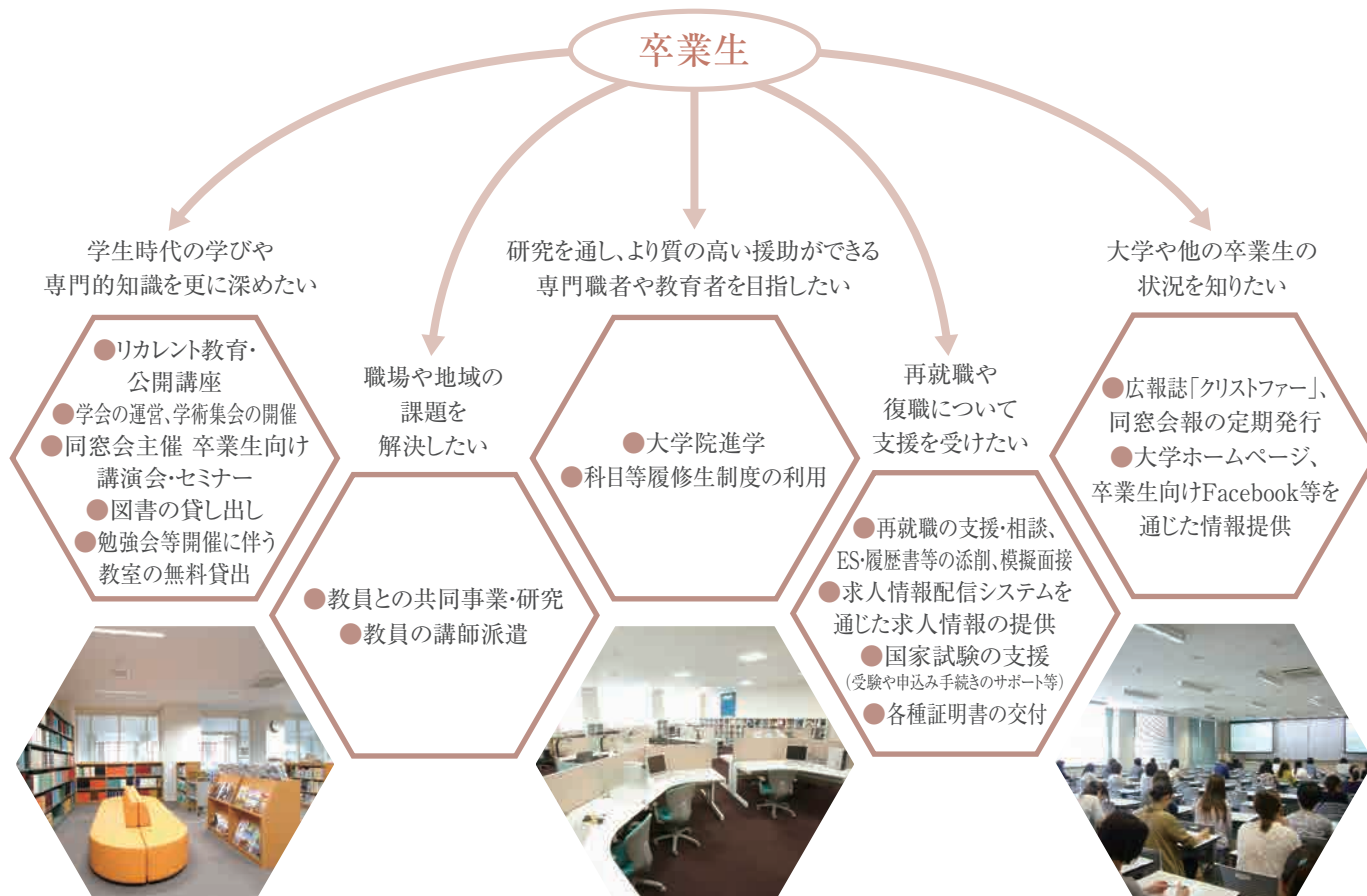 卒業生
学生時代の学びや
専門的知識を更に深めたい
●リカレント教育・
公開講座
●学会の運営、学術集会の開催
●同窓会主催 卒業生向け
講演会・セミナー
●図書の貸し出し
●勉強会等開催に伴う
教室の無料貸出
職場や地域の
課題を
解決したい
●教員との共同事業・研究
●教員の講師派遣
研究を通し、より質の高い援助ができる
専門職者や教育者を目指したい
●大学院進学
●科目等履修生制度の利用
再就職や
復職について
支援を受けたい
●再就職の支援・相談、
ES・履歴書等の添削、模擬面接
●求人情報配信システムを
通じた求人情報の提供
●国家試験の支援
（受験や申込み手続きのサポート等）
●各種証明書の交付
大学や他の卒業生の
状況を知りたい
●広報誌「クリストファー」、
同窓会報の定期発行
●大学ホームページ、
卒業生向けFacebook等を
通じた情報提供